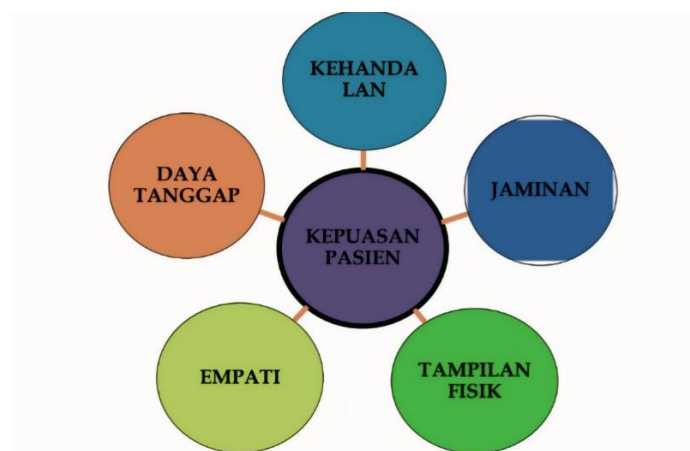 KEHANDA
LAN
DAYA
TANGGAP
JAMINAN
KEPUASAN
PASIEN
EMPATI
TAMPILAN
FISIK